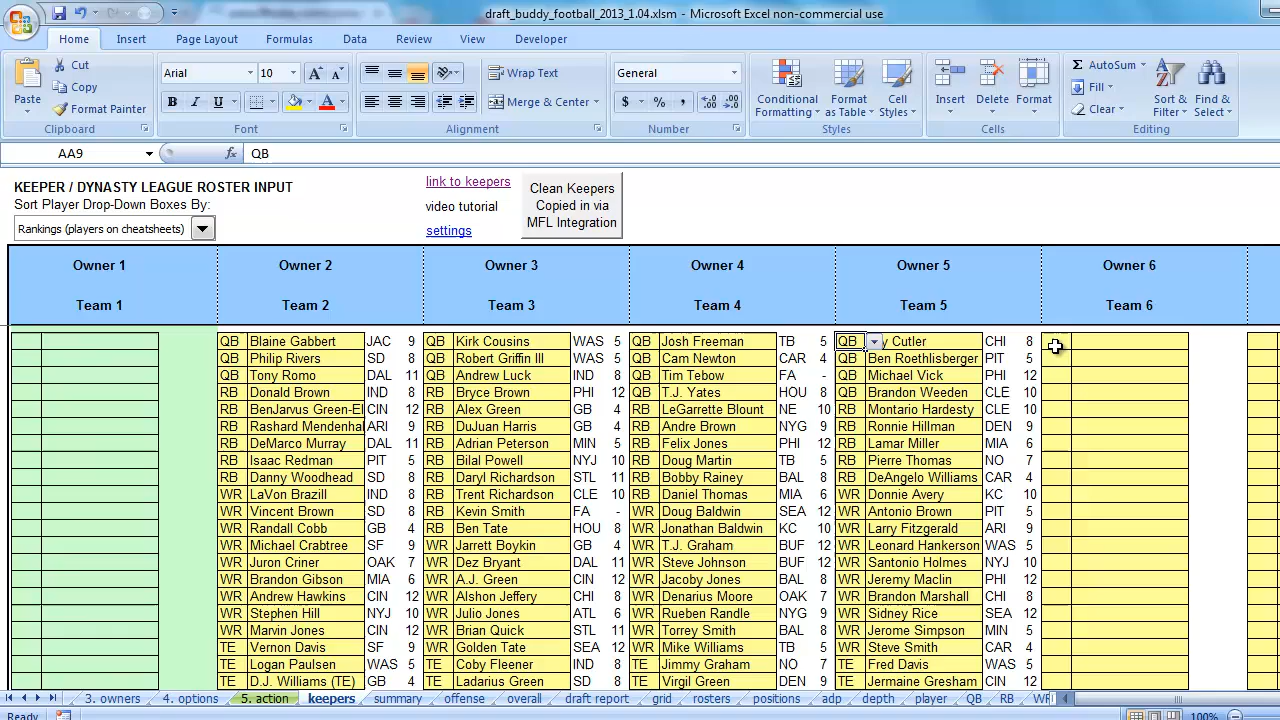 draft_buddy_football_2013_1.04.xlsm - Microsoft Excel non-commercial use
Home Insert Page Layout Formulas Data Review View Developer
Paste Cut Copy Format Painter Clipboard
Arial 10 B I U A Font
Wrap Text Merge & Center Alignment
General $ % , Number
Conditional Formatting Format as Table Cell Styles Styles
Insert Delete Format Cells
AutoSum Fill Clear Sort & Filter Find & Select Editing
AA9 fx QB
KEEPER / DYNASTY LEAGUE ROSTER INPUT
Sort Player Drop-Down Boxes By:
Rankings (players on cheatsheets)
link to keepers
video tutorial
settings
Clean Keepers
Copied in via
MFL Integration
Owner 1 Owner 2 Owner 3 Owner 4 Owner 5 Owner 6
Team 1 Team 2 Team 3 Team 4 Team 5 Team 6
QB Blaine Gabbert JAC 9 QB Kirk Cousins WAS 5 QB Josh Freeman TB 5 QB y Cutler CHI 8
QB Philip Rivers SD 8 QB Robert Griffin III WAS 5 QB Cam Newton CAR 4 QB Ben Roethlisberger PIT 5
QB Tony Romo DAL 11 QB Andrew Luck IND 8 QB Tim Tebow FA - QB Michael Vick PHI 12
RB Donald Brown IND 8 RB Bryce Brown PHI 12 QB T.J. Yates HOU 8 QB Brandon Weeden CLE 10
RB BenJarvus Green-El CIN 12 RB Alex Green GB 4 RB LeGarrette Blount NE 10 RB Montario Hardesty CLE 10
RB Rashard Mendenhal ARI 9 RB DuJuan Harris GB 4 RB Andre Brown NYG 9 RB Ronnie Hillman DEN 9
RB DeMarco Murray DAL 11 RB Adrian Peterson MIN 5 RB Felix Jones PHI 12 RB Lamar Miller MIA 6
RB Isaac Redman PIT 5 RB Bilal Powell NYJ 10 RB Doug Martin TB 5 RB Pierre Thomas NO 7
RB Danny Woodhead SD 8 RB Daryl Richardson STL 11 RB Bobby Rainey BAL 8 RB DeAngelo Williams CAR 4
WR LaVon Brazill IND 8 RB Trent Richardson CLE 10 RB Daniel Thomas MIA 6 WR Donnie Avery KC 10
WR Vincent Brown SD 8 RB Kevin Smith FA - WR Doug Baldwin SEA 12 WR Antonio Brown PIT 5
WR Randall Cobb GB 4 RB Ben Tate HOU 8 WR Jonathan Baldwin KC 10 WR Larry Fitzgerald ARI 9
WR Michael Crabtree SF 9 WR Jarrett Boykin GB 4 WR T.J. Graham BUF 12 WR Leonard Hankerson WAS 5
WR Juron Criner OAK 7 WR Dez Bryant DAL 11 WR Steve Johnson BUF 12 WR Santonio Holmes NYJ 10
WR Brandon Gibson MIA 6 WR A.J. Green CIN 12 WR Jacoby Jones BAL 8 WR Jeremy Maclin PHI 12
WR Andrew Hawkins CIN 12 WR Alshon Jeffery CHI 8 WR Denarius Moore OAK 7 WR Brandon Marshall CHI 8
WR Stephen Hill NYJ 10 WR Julio Jones ATL 6 WR Rueben Randle NYG 9 WR Sidney Rice SEA 12
WR Marvin Jones CIN 12 WR Brian Quick STL 11 WR Torrey Smith BAL 8 WR Jerome Simpson MIN 5
TE Vernon Davis SF 9 WR Golden Tate SEA 12 WR Mike Williams TB 5 WR Steve Smith CAR 4
TE Logan Paulsen WAS 5 TE Coby Fleener IND 8 TE Jimmy Graham NO 7 TE Fred Davis WAS 5
TE D.J. Williams (TE) GB 4 TE Ladarius Green SD 8 TE Virgil Green DEN 9 TE Jermaine Gresham CIN 12
3. owners 4. options 5. action keepers summary offense overall draft report grid rosters positions adp depth player QB RB WR
Ready 100%